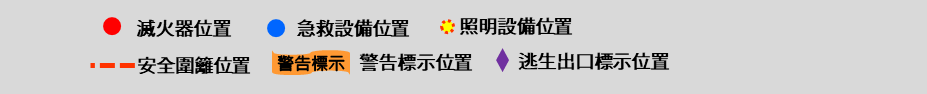 滅火器位置 急救設備位置 照明設備位置
安全圍籬位置 警告標示 警告標示位置 逃生出口標示位置